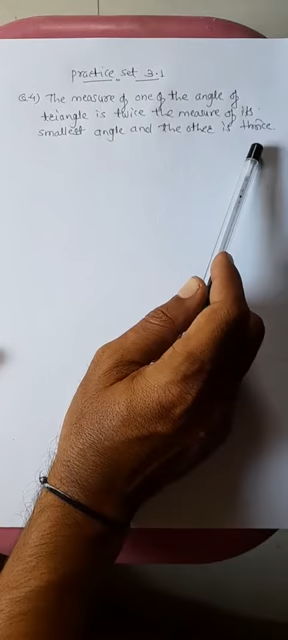 practice set 3.1
Q.4) The measure of one of the angle of
triangle is twice the measure of its
smallest angle and the other is thrice.